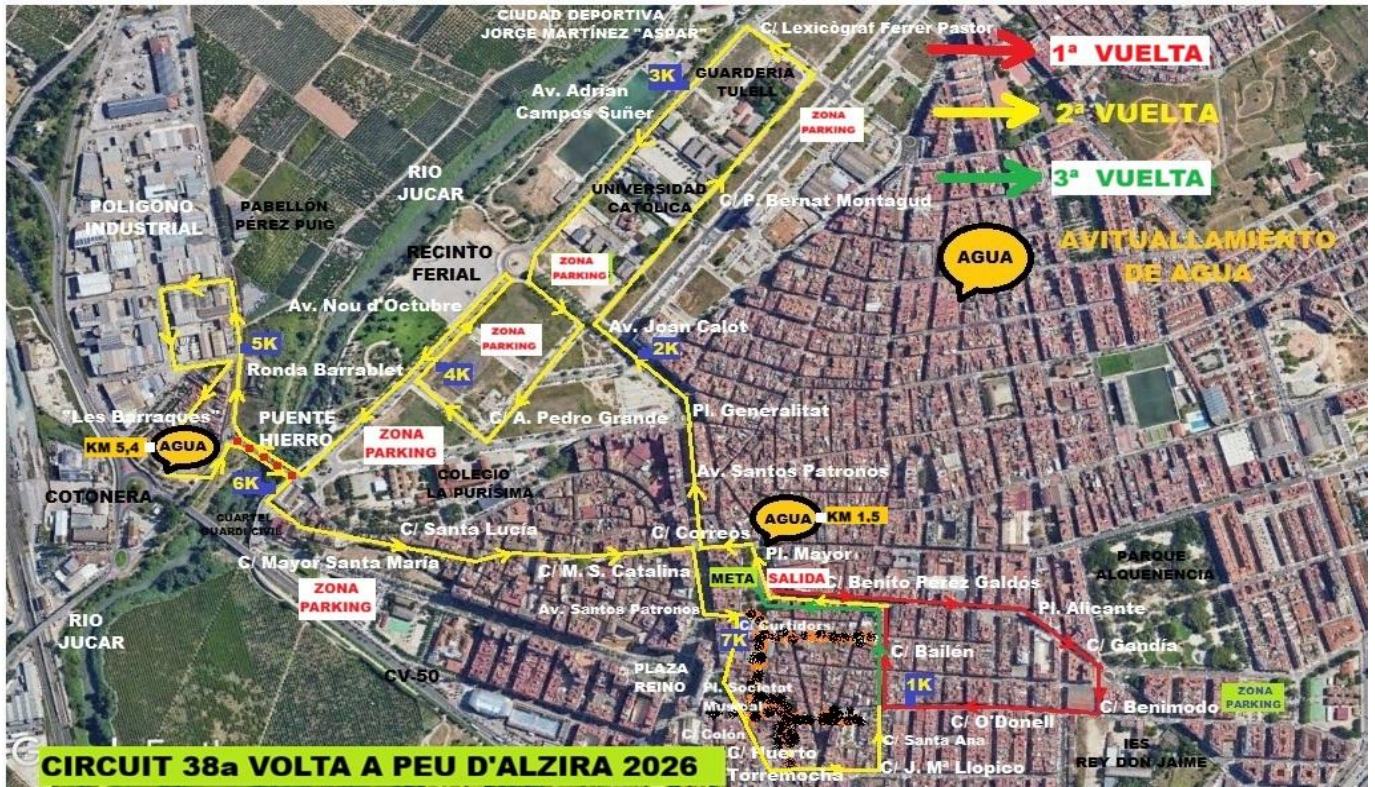 CIUDAD DEPORTIVA
JORGE MARTÍNEZ "ASPAR"
C/ Lexicògraf Ferrer Pastor
1ª VUELTA
3K
GUARDERIA
TULELL
Av. Adrián
Campos Suñer
ZONA
PARKING
2ª VUELTA
RIO
JUCAR
3ª VUELTA
UNIVERSIDAD
CATÓLICA
C/ P. Bernat Montagud
POLIGONO
INDUSTRIAL
PABELLÓN
PÉREZ PUIG
RECINTO
FERIAL
ZONA
PARKING
AGUA
AVITUALLAMIENTO
DE AGUA
Av. Nou d'Octubre
ZONA
PARKING
Av. Joan Calot
5K
2K
Ronda Barrablet
4K
"Les Barraques"
PUENTE
HIERRO
C/ A. Pedro Grande
Pl. Generalitat
KM 5,4
AGUA
ZONA
PARKING
COLEGIO
LA PURÍSIMA
Av. Santos Patronos
6K
COTONERA
CUARTEL
GUARDI CIVIL
C/ Santa Lucía
C/ Correos
AGUA
KM 1,5
C/ Mayor Santa María
C/ M. S. Catalina
Pl. Mayor
META
SALIDA
C/ Benito Pérez Galdós
PARQUE
ALQUENENCIA
ZONA
PARKING
Av. Santos Patronos
Pl. Alicante
RIO
JUCAR
C/ Curtidors
7K
C/ Gandía
C/ Bailén
PLAZA
REINO
CV-50
Pl. Societat
Musical
1K
C/ Benimodo
ZONA
PARKING
C/ O'Donell
C/ Colón
C/ Santa Ana
C/ Huerto
Torremocha
C/ J. Mª Llopico
IES
REY DON JAIME
CIRCUIT 38a VOLTA A PEU D'ALZIRA 2026